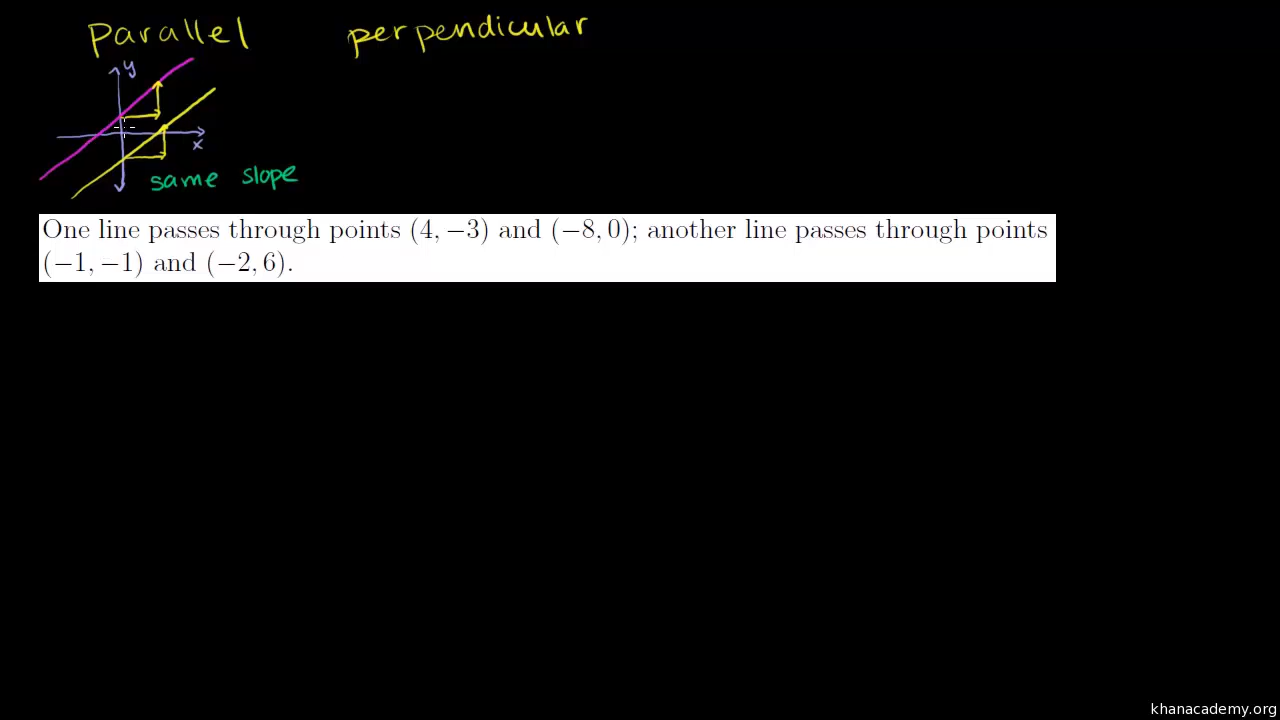 Parallel perpendicular
y
x
same slope
One line passes through points (4, −3) and (−8, 0); another line passes through points
(−1, −1) and (−2, 6).
khanacademy.org